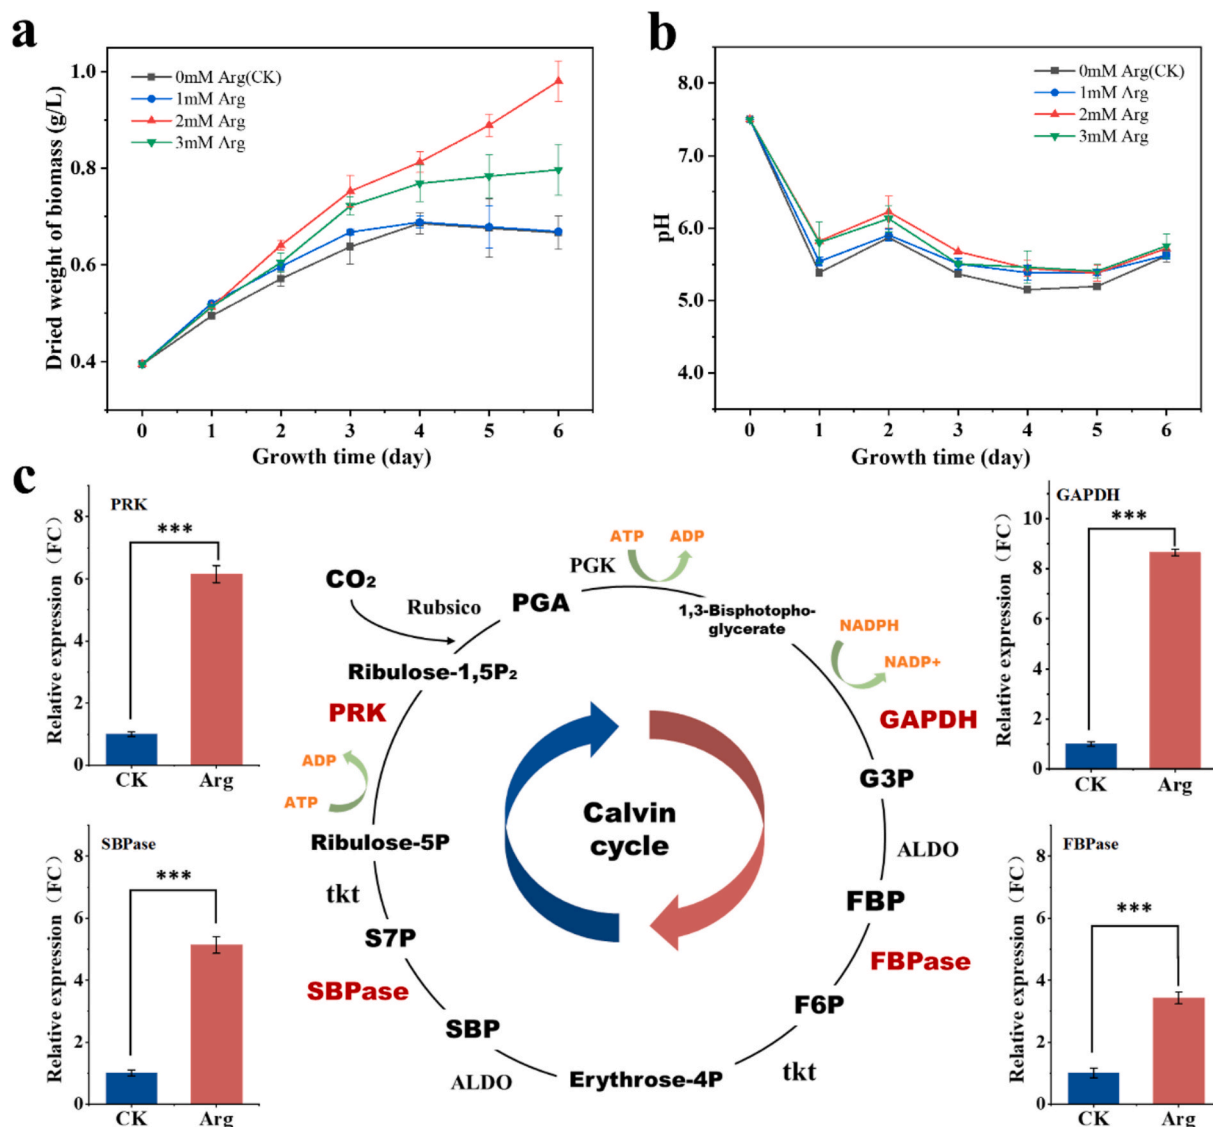 a
Dried weight of biomass (g/L)
1.0
0.8
0.6
0.4
0mM Arg(CK)
1mM Arg
2mM Arg
3mM Arg
0 1 2 3 4 5 6
Growth time (day)
b
pH
8.0
7.0
6.0
5.0
4.0
0mM Arg(CK)
1mM Arg
2mM Arg
3mM Arg
0 1 2 3 4 5 6
Growth time (day)
c
PRK
Relative expression (FC)
8
6
4
2
0
***
CK Arg
SBPase
Relative expression (FC)
8
6
4
2
0
***
CK Arg
CO2
Rubsico
PGA
PGK
ATP ADP
1,3-Bisphotopho-
glycerate
NADPH
NADP+
GAPDH
G3P
ALDO
FBP
FBPase
F6P
tkt
Erythrose-4P
ALDO
SBP
SBPase
S7P
tkt
Ribulose-5P
ATP
ADP
PRK
Ribulose-1,5P2
Calvin
cycle
GAPDH
Relative expression (FC)
10
8
6
4
2
0
***
CK Arg
FBPase
Relative expression (FC)
8
6
4
2
0
***
CK Arg